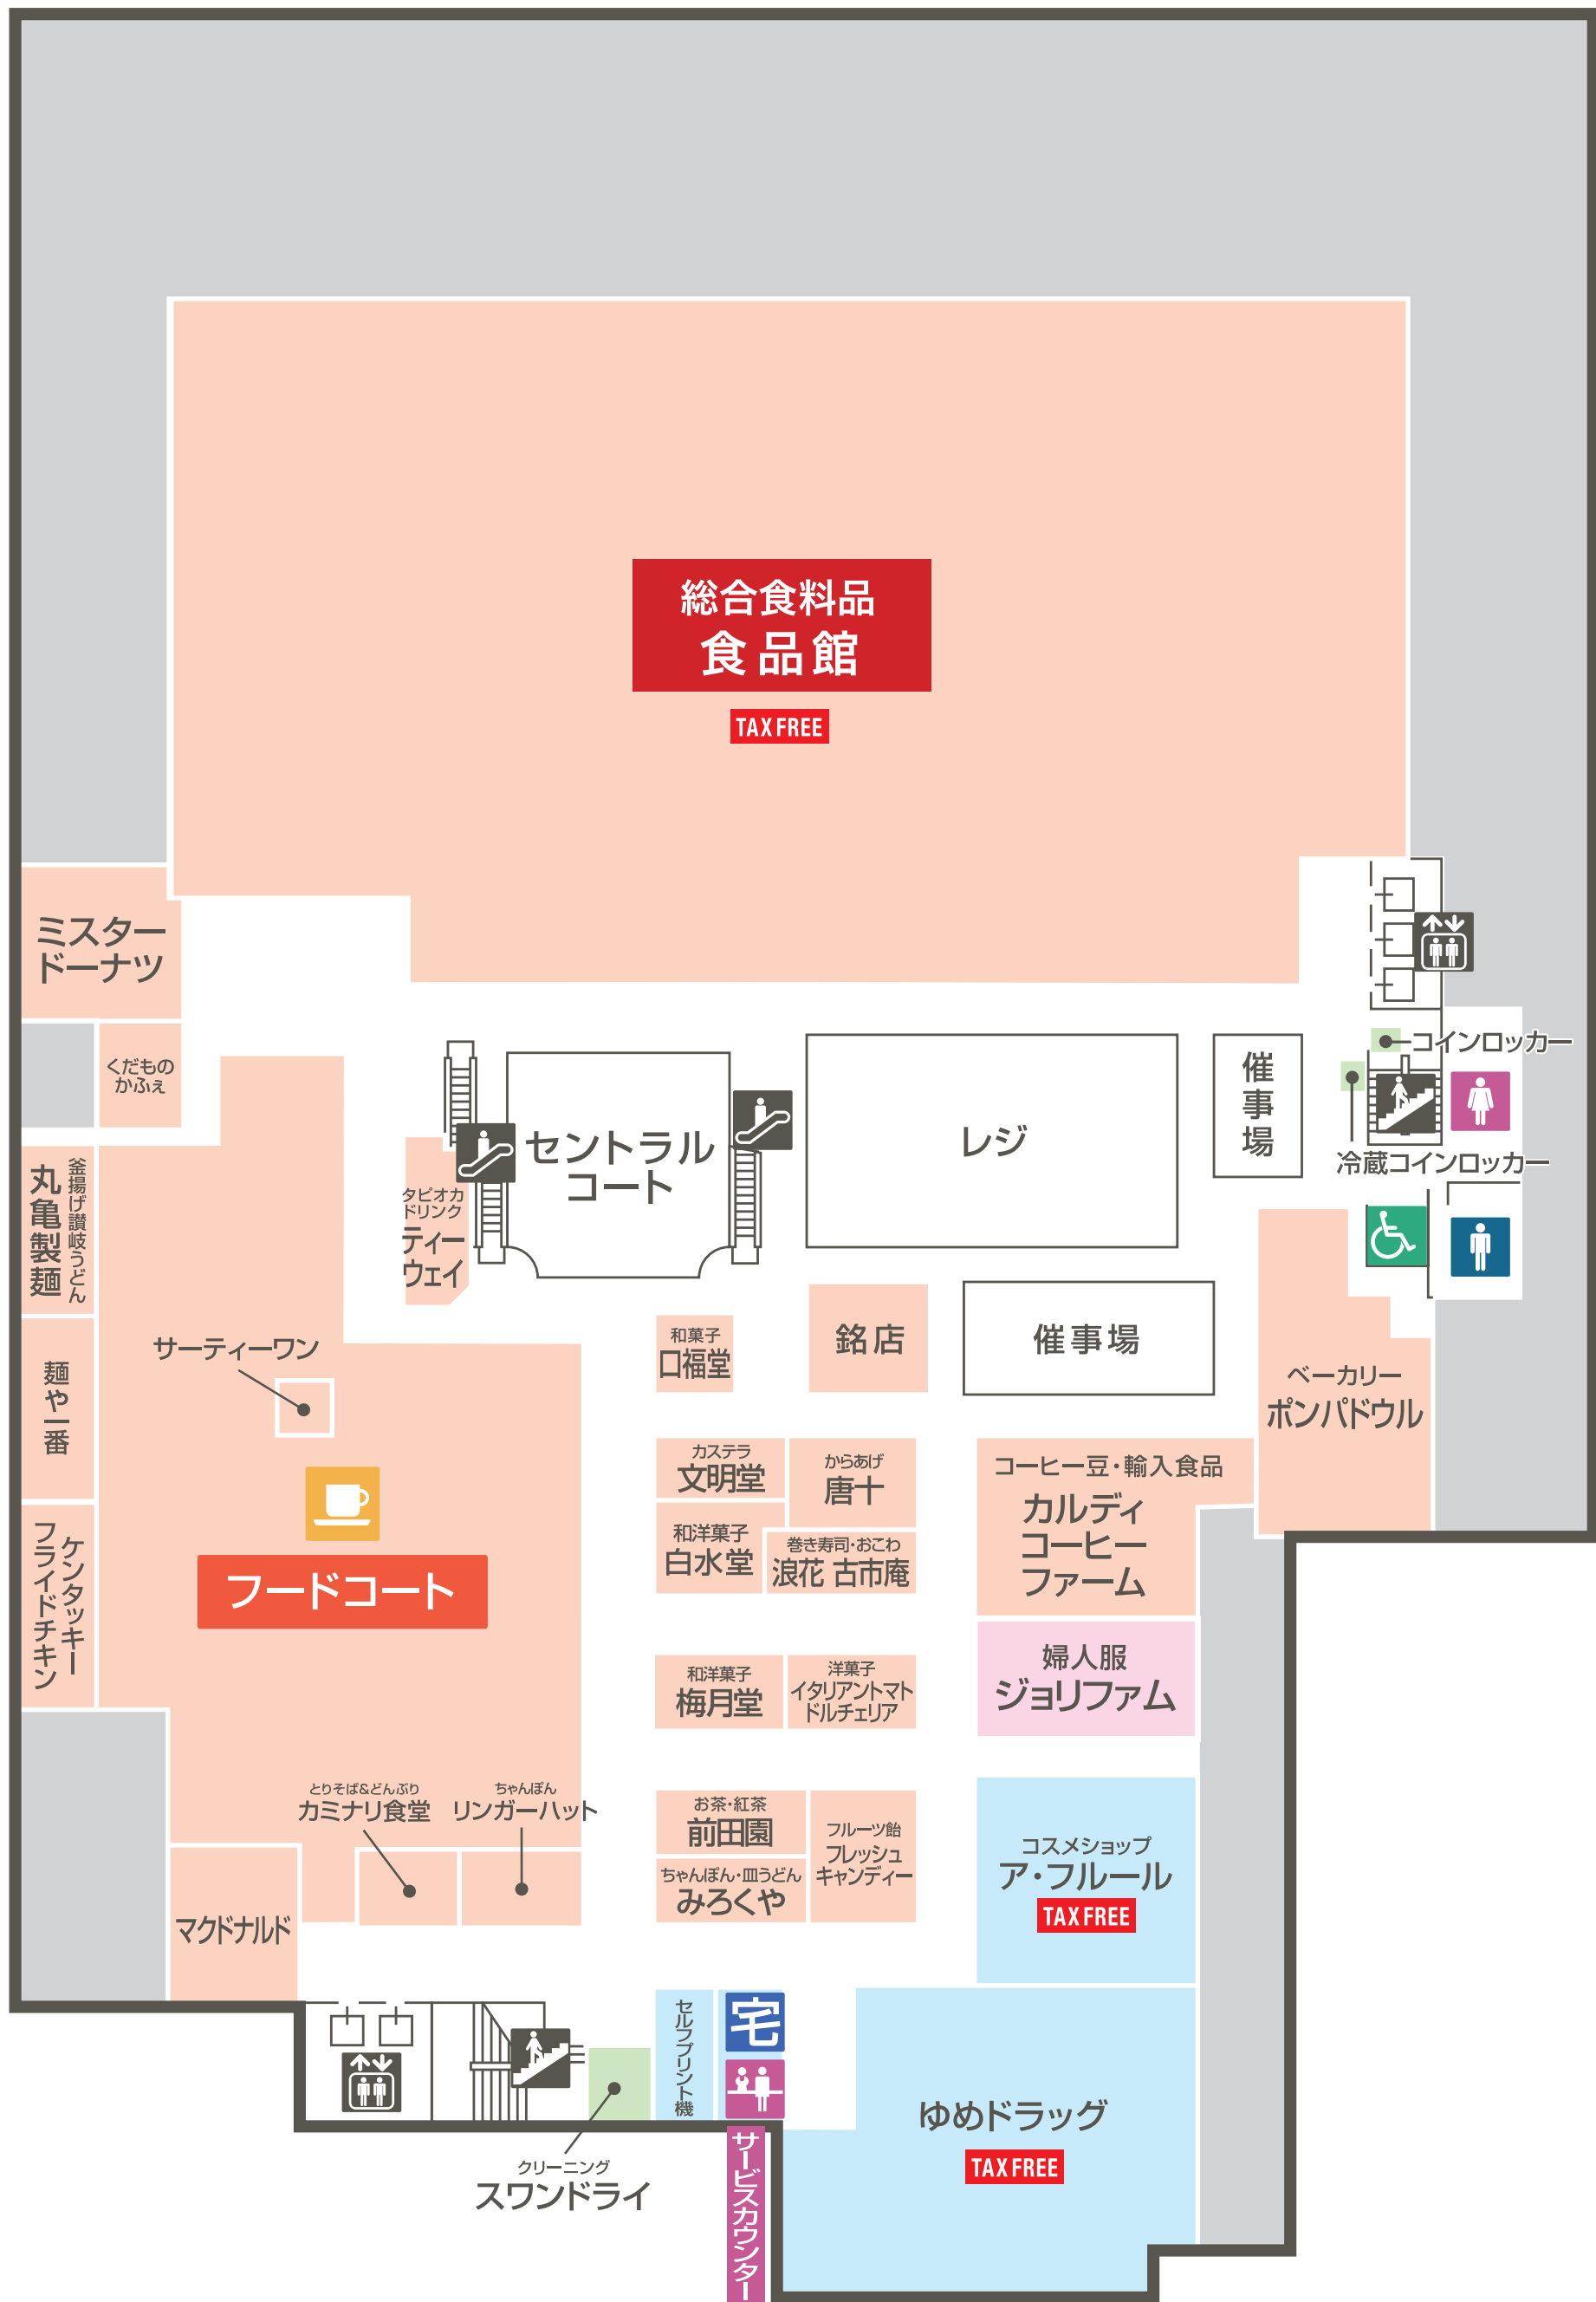 総合食料品
食品館
TAX FREE
ミスター
ドーナツ
くだもの
かふぇ
コインロッカー
冷蔵コインロッカー
セントラル
コート
レジ
催事場
釜揚げ讃岐うどん
丸亀製麺
タピオカ
ドリンク
ティー
ウェイ
サーティーワン
麺や一番
和菓子
口福堂
銘店
催事場
ベーカリー
ポンパドウル
カステラ
文明堂
からあげ
唐十
コーヒー豆・輸入食品
カルディ
コーヒー
ファーム
和洋菓子
白水堂
巻き寿司・おこわ
浪花 古市庵
ケンタッキー
フライドチキン
フードコート
婦人服
ジョリファム
和洋菓子
梅月堂
洋菓子
イタリアントマト
ドルチェリア
とりそば&どんぶり
カミナリ食堂
ちゃんぽん
リンガーハット
お茶・紅茶
前田園
フルーツ飴
フレッシュ
キャンディー
ちゃんぽん・皿うどん
みろくや
コスメショップ
ア・フルール
TAX FREE
マクドナルド
セルフプリント機
宅
サービスカウンター
ゆめドラッグ
TAX FREE
クリーニング
スワンドライ